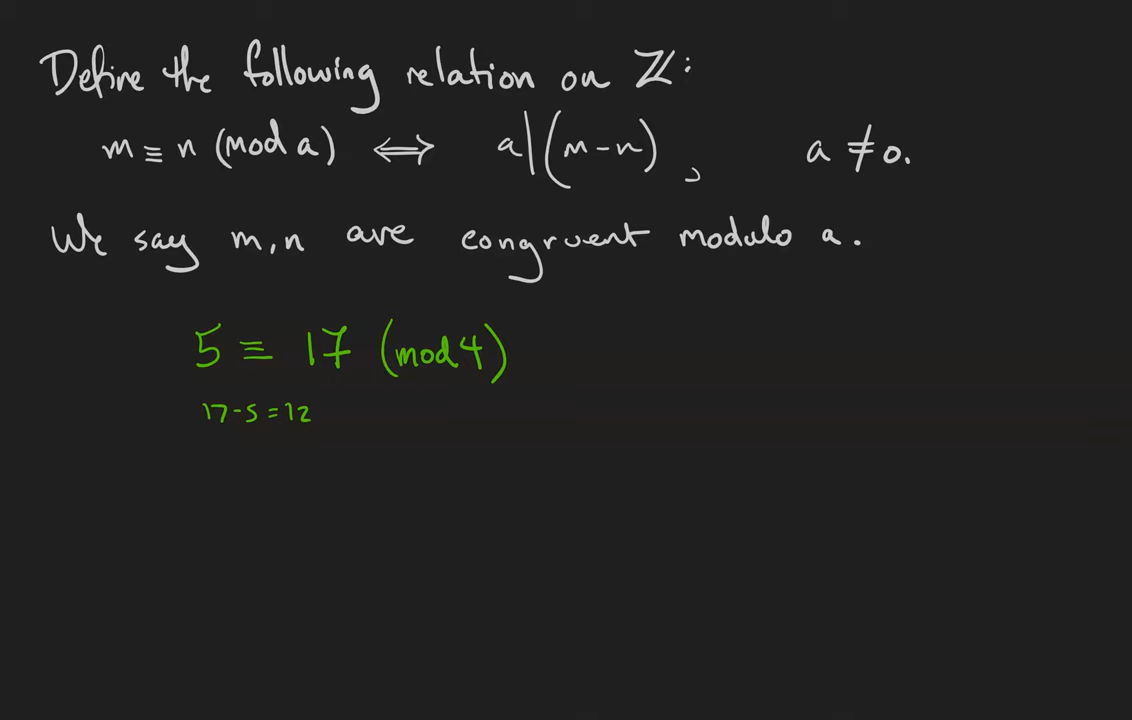 Define the following relation on ℤ:
m ≡ n (mod a) ⟺ a|(m-n), a ≠ 0.
We say m,n are congruent modulo a.
5 ≡ 17 (mod 4)
17-5=12